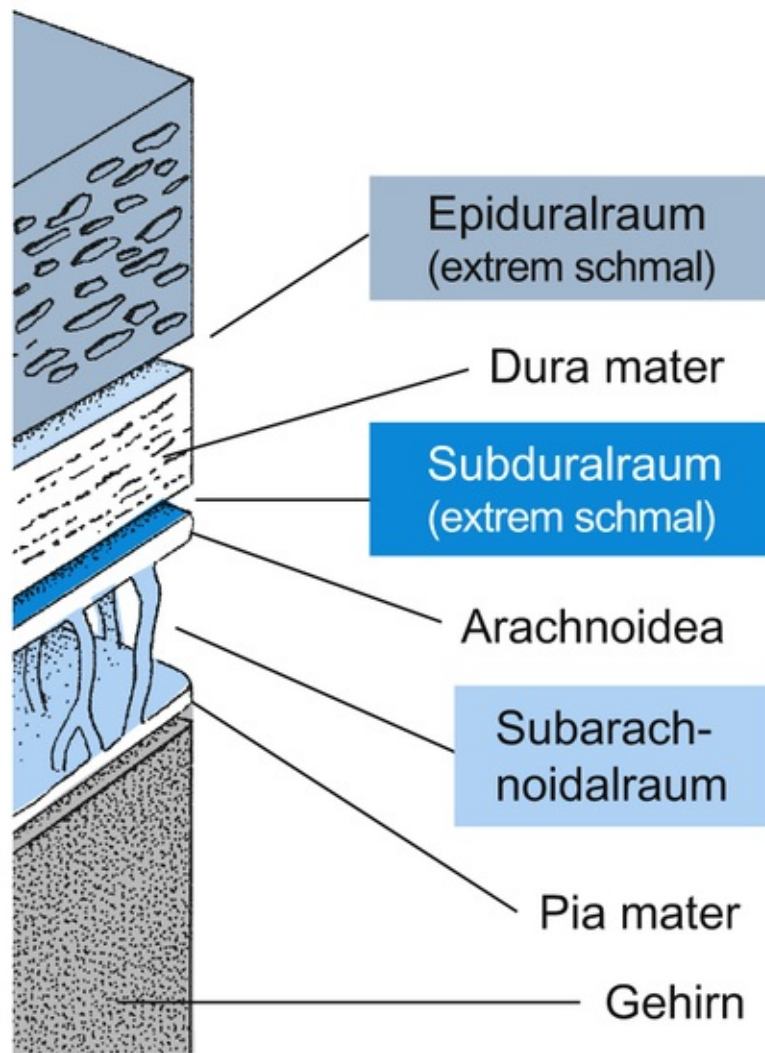 Epiduralraum
(extrem schmal)
Dura mater
Subduralraum
(extrem schmal)
Arachnoidea
Subarach-
noidalraum
Pia mater
Gehirn